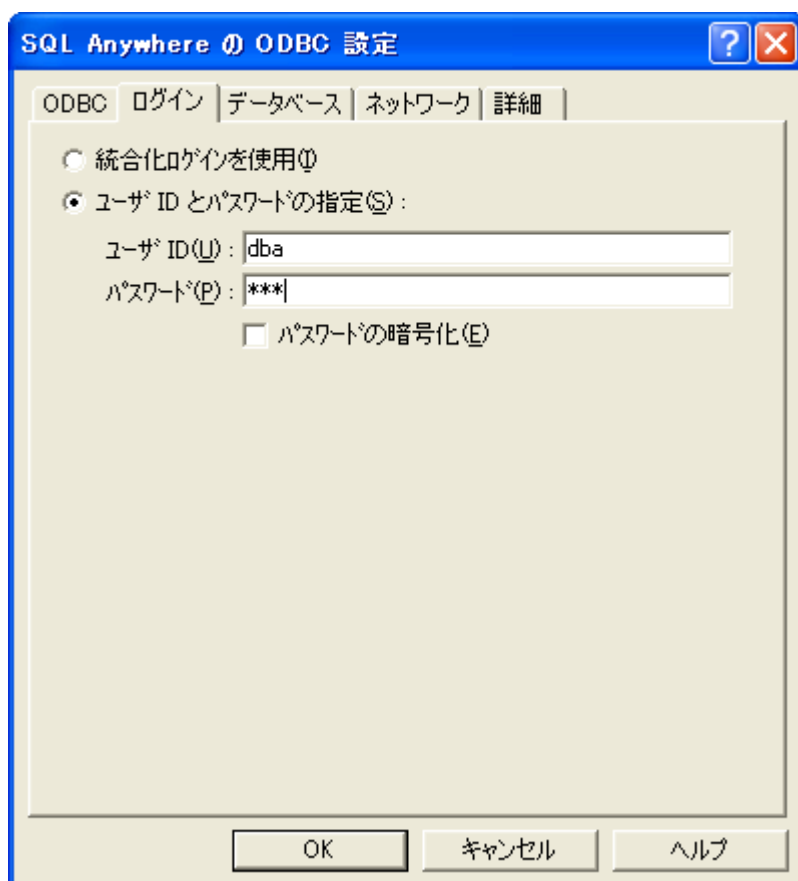 SQL Anywhere の ODBC 設定
ODBC ログイン データベース ネットワーク 詳細
統合化ログインを使用(I)
ユーザ ID とパスワードの指定(S) :
ユーザ ID(U) : dba
パスワード(P) : ***
パスワードの暗号化(E)
OK キャンセル ヘルプ